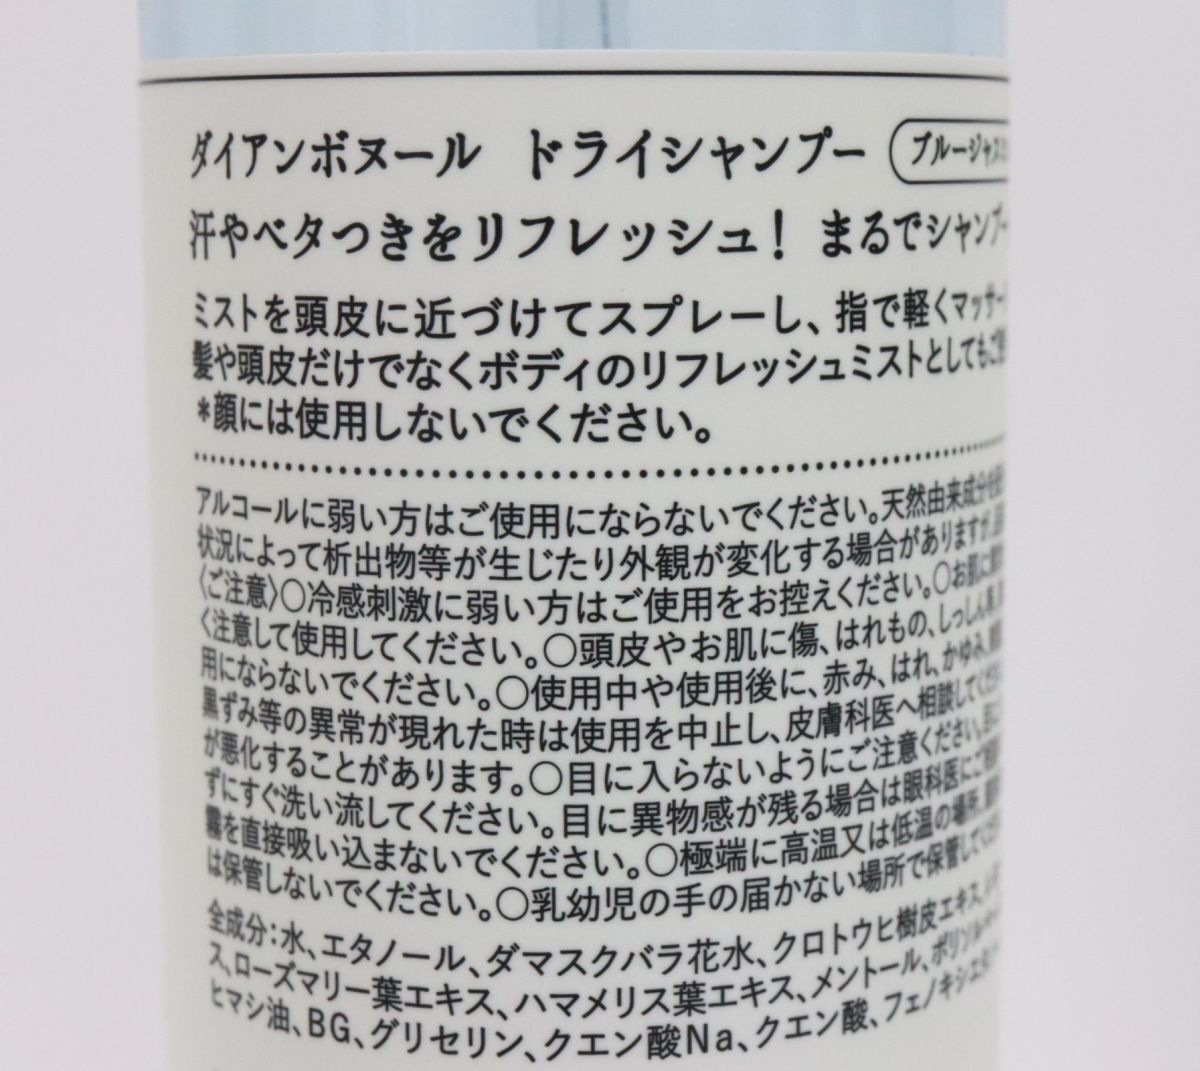 ダイアンボヌール ドライシャンプー ブルージャス
汗やベタつきをリフレッシュ! まるでシャンプー
ミストを頭皮に近づけてスプレーし、指で軽くマッサー
髪や頭皮だけでなくボディのリフレッシュミストとしてもご
*顔には使用しないでください。
アルコールに弱い方はご使用にならないでください。天然由来成分を
状況によって析出物等が生じたり外観が変化する場合がありますが、
〈ご注意〉○冷感刺激に弱い方はご使用をお控えください。○お肌に
く注意して使用してください。○頭皮やお肌に傷、はれもの、しっしん等、
用にならないでください。○使用中や使用後に、赤み、はれ、かゆみ、
黒ずみ等の異常が現れた時は使用を中止し、皮膚科医へ相談してください。
が悪化することがあります。○目に入らないようにご注意ください。
ずにすぐ洗い流してください。目に異物感が残る場合は眼科医にご相談
霧を直接吸い込まないでください。○極端に高温又は低温の場所、
は保管しないでください。○乳幼児の手の届かない場所で保管してください
全成分:水、エタノール、ダマスクバラ花水、クロトウヒ樹皮エキス、
ス、ローズマリー葉エキス、ハマメリス葉エキス、メントール、ポリソルベ
ヒマシ油、BG、グリセリン、クエン酸Na、クエン酸、フェノキシエタ